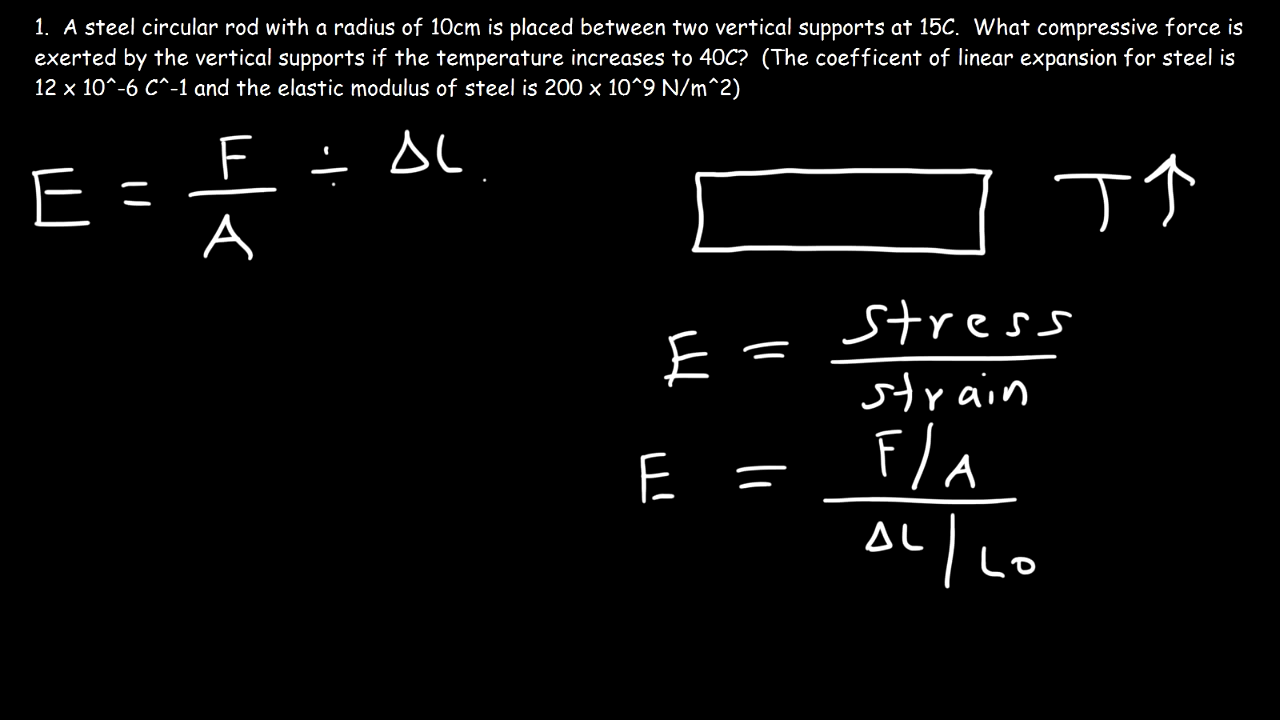 1. A steel circular rod with a radius of 10cm is placed between two vertical supports at 15C. What compressive force is
exerted by the vertical supports if the temperature increases to 40C? (The coefficent of linear expansion for steel is
12 x 10^-6 C^-1 and the elastic modulus of steel is 200 x 10^9 N/m^2)
E = F/A ÷ ΔL
T↑
E = stress/strain
E = F/A / ΔL/L0